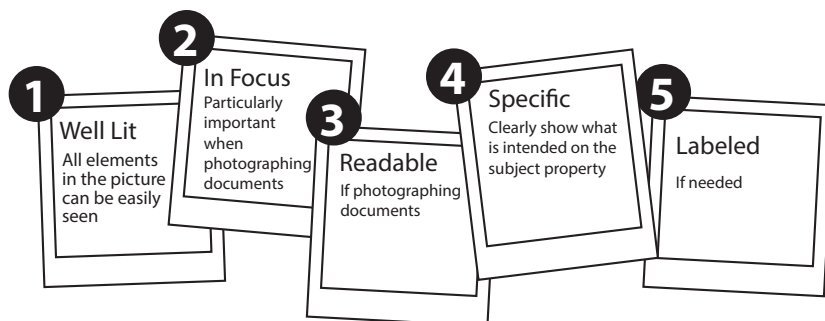 1
Well Lit
All elements
in the picture
can be easily
seen
2
In Focus
Particularly
important
when
photographing
documents
3
Readable
If photographing
documents
4
Specific
Clearly show what
is intended on the
subject property
5
Labeled
If needed